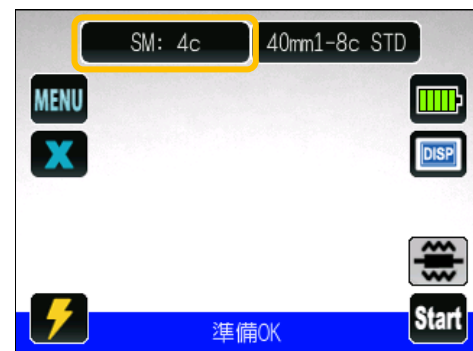 SM: 4c
40mm1-8c STD
MENU
X
DISP
準備OK
Start